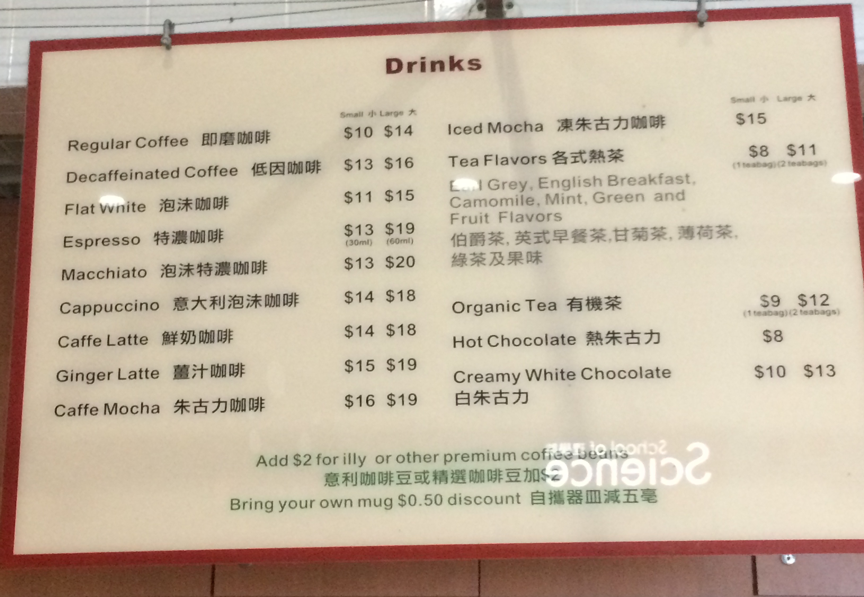 Drinks
Small 小 Large 大
Regular Coffee 即磨咖啡 $10 $14
Decaffeinated Coffee 低因咖啡 $13 $16
Flat White 泡沫咖啡 $11 $15
Espresso 特濃咖啡 $13 $19
(30ml) (60ml)
Macchiato 泡沫特濃咖啡 $13 $20
Cappuccino 意大利泡沫咖啡 $14 $18
Caffe Latte 鮮奶咖啡 $14 $18
Ginger Latte 薑汁咖啡 $15 $19
Caffe Mocha 朱古力咖啡 $16 $19
Small 小 Large 大
Iced Mocha 凍朱古力咖啡 $15
Tea Flavors 各式熱茶 $8 $11
(1 teabag) (2 teabags)
Earl Grey, English Breakfast,
Camomile, Mint, Green and
Fruit Flavors
伯爵茶, 英式早餐茶,甘菊茶, 薄荷茶,
綠茶及果味
Organic Tea 有機茶 $9 $12
(1 teabag) (2 teabags)
Hot Chocolate 熱朱古力 $8
Creamy White Chocolate $10 $13
白朱古力
Add $2 for illy or other premium coffee beans
意利咖啡豆或精選咖啡豆加$2
Bring your own mug $0.50 discount 自攜器皿減五毫
School of
Science